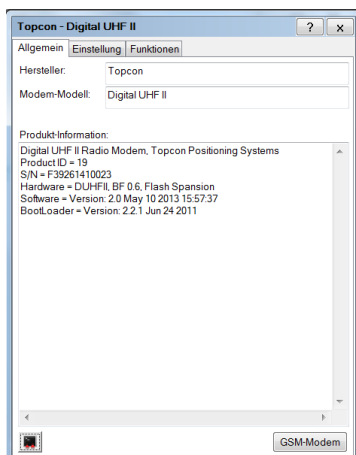 Topcon - Digital UHF II
? x
Allgemein Einstellung Funktionen
Hersteller: Topcon
Modem-Modell: Digital UHF II
Produkt-Information:
Digital UHF II Radio Modem, Topcon Positioning Systems
Product ID = 19
S/N = F39261410023
Hardware = DUHFII, BF 0.6, Flash Spansion
Software = Version: 2.0 May 10 2013 15:57:37
BootLoader = Version: 2.2.1 Jun 24 2011
GSM-Modem